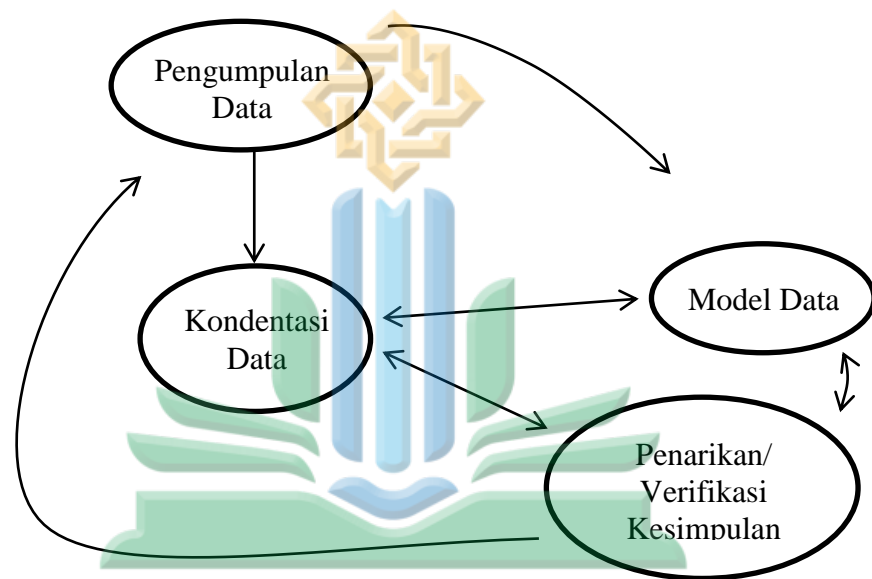 Pengumpulan
Data
Kondentasi
Data
Model Data
Penarikan/
Verifikasi
Kesimpulan